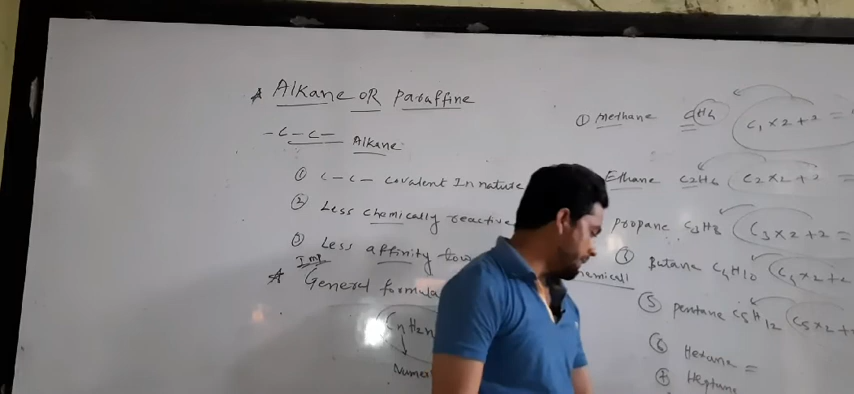 Alkane OR Paraffine
-C-C- Alkane
① C-C- covalent In nature
② Less chemically reactive
③ Less affinity
Imp
General formula
CnH2n
① Methane CH4 C1×2+2=
Ethane C2H6 C2×2+2=
Propane C3H8 C3×2+2=
Butane C4H10 C4×2+2
⑤ Pentane C5H12 C5×2+
⑥ Hexane =
⑦ Heptane